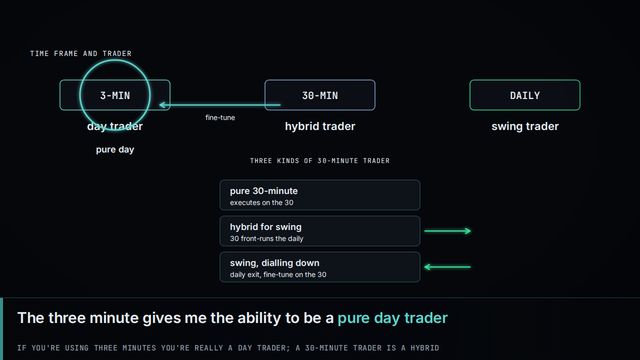 TIME FRAME AND TRADER
3-MIN
30-MIN
DAILY
fine-tune
day trader
hybrid trader
swing trader
pure day
THREE KINDS OF 30-MINUTE TRADER
pure 30-minute
executes on the 30
hybrid for swing
30 front-runs the daily
swing, dialling down
daily exit, fine-tune on the 30
The three minute gives me the ability to be a pure day trader
IF YOU'RE USING THREE MINUTES YOU'RE REALLY A DAY TRADER; A 30-MINUTE TRADER IS A HYBRID